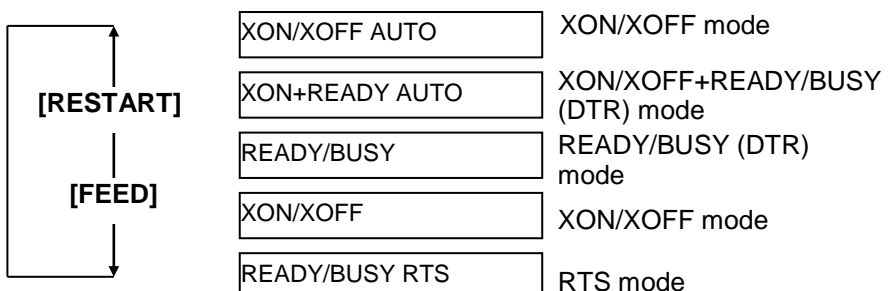 XON/XOFF AUTO XON/XOFF mode
[RESTART] XON+READY AUTO XON/XOFF+READY/BUSY
(DTR) mode
READY/BUSY READY/BUSY (DTR)
mode
[FEED]
XON/XOFF XON/XOFF mode
READY/BUSY RTS RTS mode